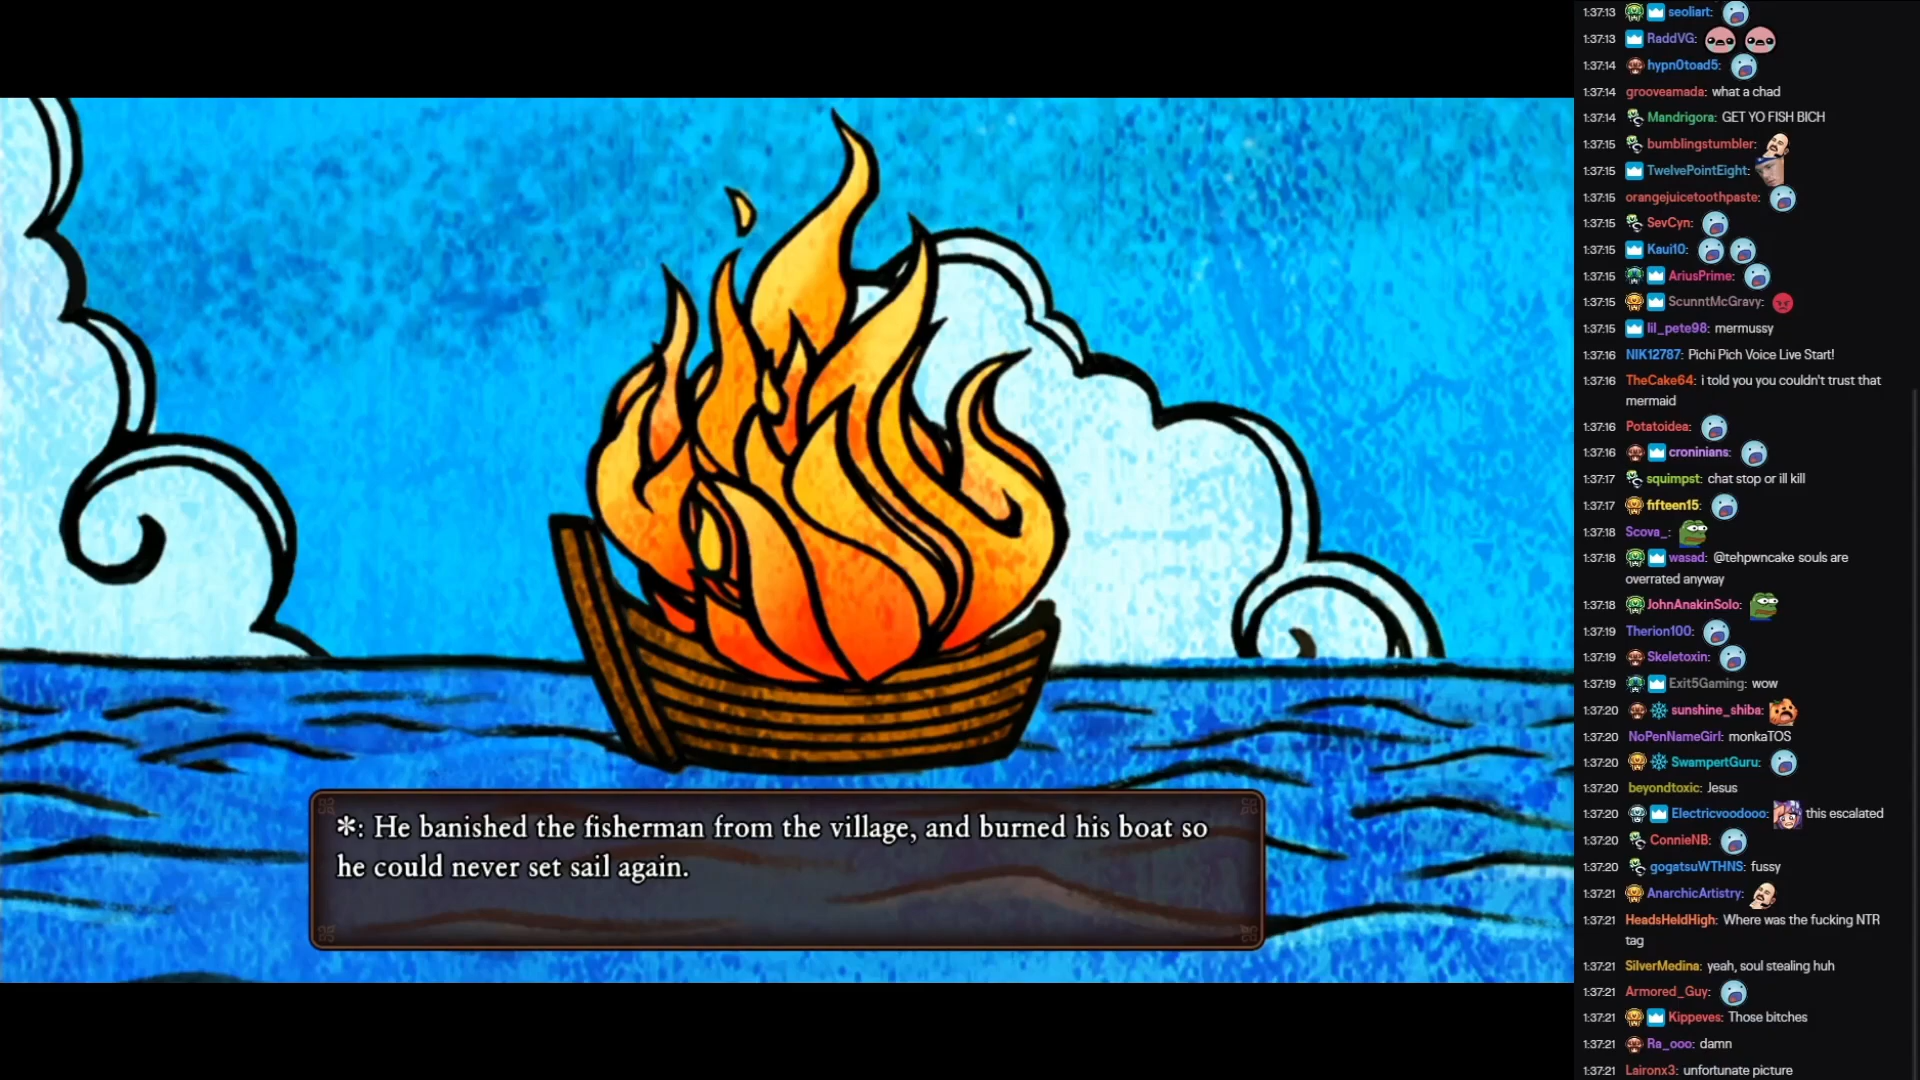 *: He banished the fisherman from the village, and burned his boat so
he could never set sail again.
1:37:13 seoliart:
1:37:13 RaddVG:
1:37:14 hypn0toad5:
1:37:14 grooveamada: what a chad
1:37:14 Mandrigora: GET YO FISH BICH
1:37:15 bumblingstumbler:
1:37:15 TwelvePointEight:
1:37:15 orangejuicetoothpaste:
1:37:15 SevCyn:
1:37:15 Kaui10:
1:37:15 AriusPrime:
1:37:15 ScunntMcGravy:
1:37:15 lil_pete98: mermussy
1:37:16 NIK12787: Pichi Pich Voice Live Start!
1:37:16 TheCake64: i told you you couldn't trust that
mermaid
1:37:16 Potatoidea:
1:37:16 croninians:
1:37:17 squimpst: chat stop or ill kill
1:37:17 fifteen15:
1:37:18 Scova_:
1:37:18 wasad: @tehpwncake souls are
overrated anyway
1:37:18 JohnAnakinSolo:
1:37:19 Therion100:
1:37:19 Skeletoxin:
1:37:19 Exit5Gaming: wow
1:37:20 sunshine_shiba:
1:37:20 NoPenNameGirl: monkaTOS
1:37:20 SwampertGuru:
1:37:20 beyondtoxic: Jesus
1:37:20 Electricvoodooo: this escalated
1:37:20 ConnieNB:
1:37:20 gogatsuWTHNS: fussy
1:37:21 AnarchicArtistry:
1:37:21 HeadsHeldHigh: Where was the fucking NTR
tag
1:37:21 SilverMedina: yeah, soul stealing huh
1:37:21 Armored_Guy:
1:37:21 Kippeves: Those bitches
1:37:21 Ra_ooo: damn
1:37:21 Laironx3: unfortunate picture